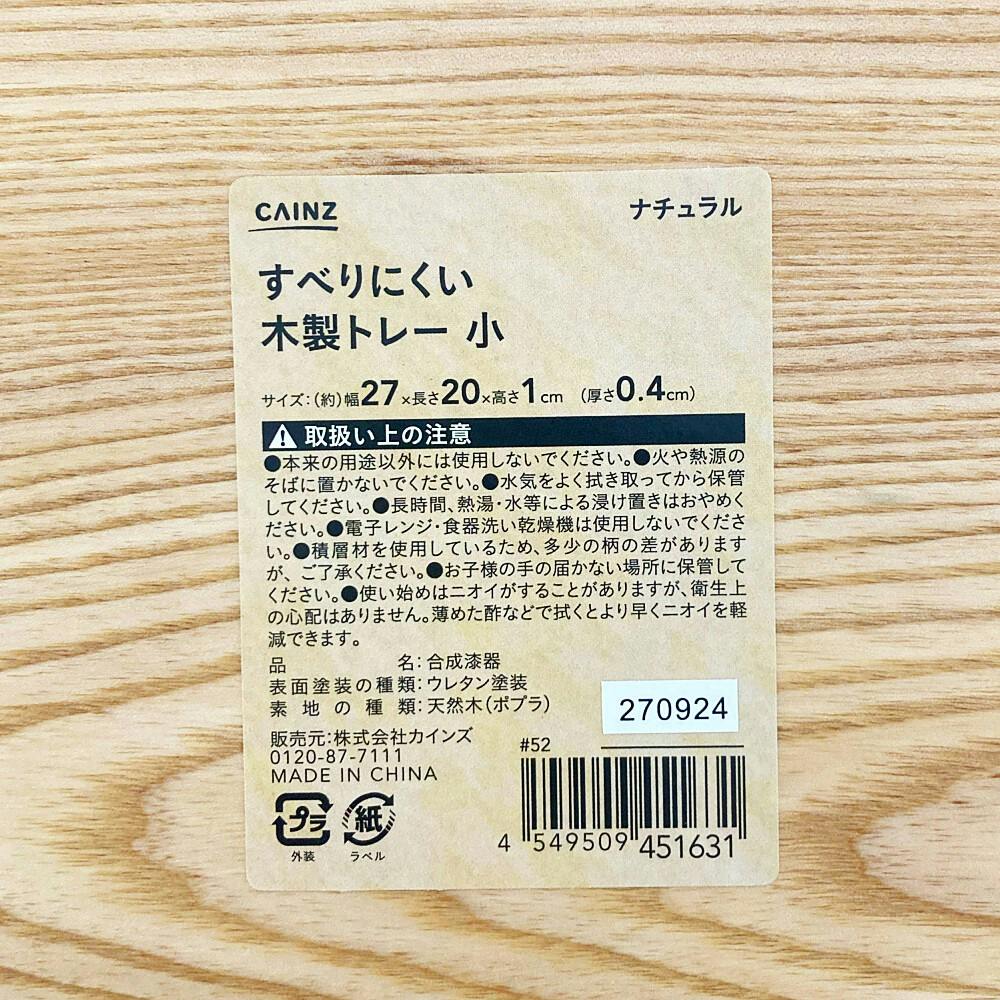 CAINZ
ナチュラル
すべりにくい
木製トレー 小
サイズ:(約)幅27×長さ20×高さ1cm (厚さ0.4cm)
取扱い上の注意
●本来の用途以外には使用しないでください。●火や熱源の
そばに置かないでください。●水気をよく拭き取ってから保管
してください。●長時間、熱湯・水等による浸け置きはおやめく
ださい。●電子レンジ・食器洗い乾燥機は使用しないでくださ
い。●積層材を使用しているため、多少の柄の差があります
が、ご了承ください。●お子様の手の届かない場所に保管して
ください。●使い始めはニオイがすることがありますが、衛生上
の心配はありません。薄めた酢などで拭くとより早くニオイを軽
減できます。
品名:合成漆器
表面塗装の種類:ウレタン塗装
素地の種類:天然木(ポプラ)
270924
販売元:株式会社カインズ
0120-87-7111
MADE IN CHINA
#52
プラ
外装
紙
ラベル
4 549509 451631